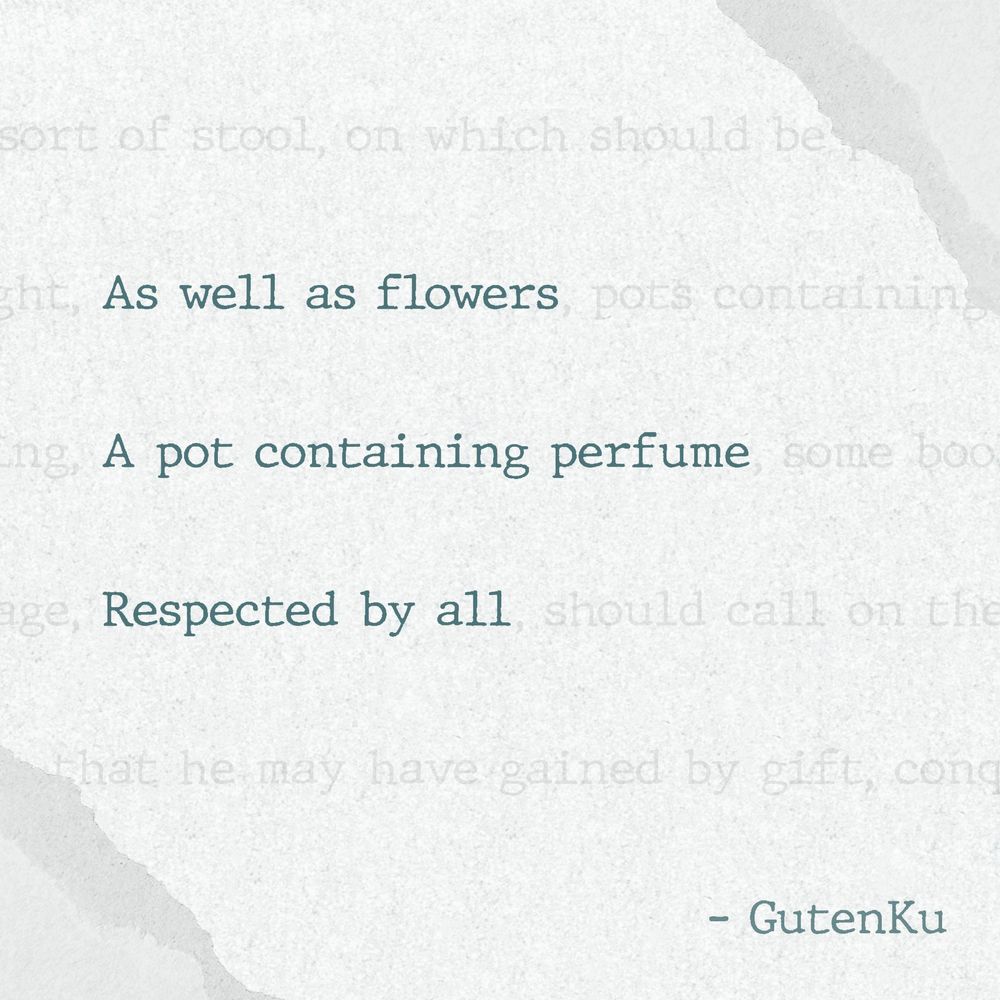 sort of stool, on which should be
ght, As well as flowers, pots containing
ing, A pot containing perfume, some boo
age, Respected by all, should call on the
that he may have gained by gift, conq
- GutenKu